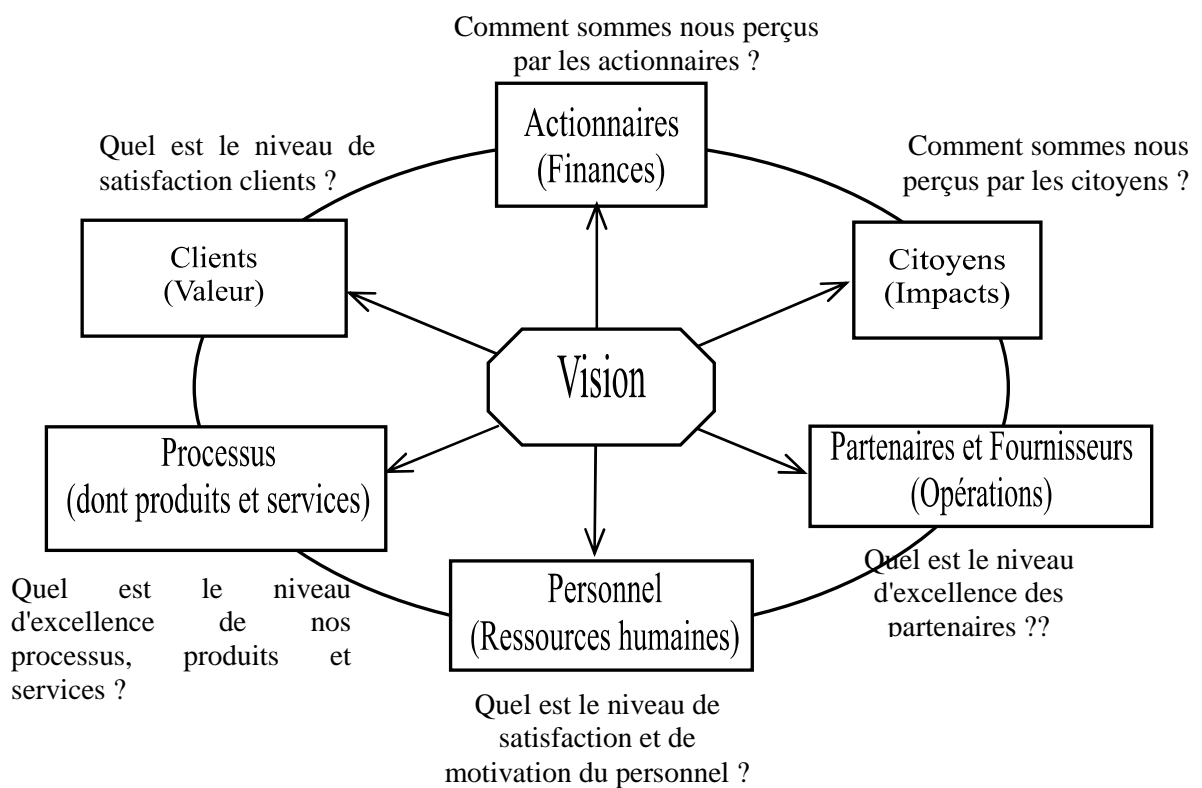 Comment sommes nous perçus
par les actionnaires ?
Actionnaires
(Finances)
Quel est le niveau de
satisfaction clients ?
Comment sommes nous
perçus par les citoyens ?
Clients
(Valeur)
Citoyens
(Impacts)
Vision
Processus
(dont produits et services)
Partenaires et Fournisseurs
(Opérations)
Quel est le niveau
d'excellence de nos
processus, produits et
services ?
Personnel
(Ressources humaines)
Quel est le niveau
d'excellence des
partenaires ??
Quel est le niveau de
satisfaction et de
motivation du personnel ?